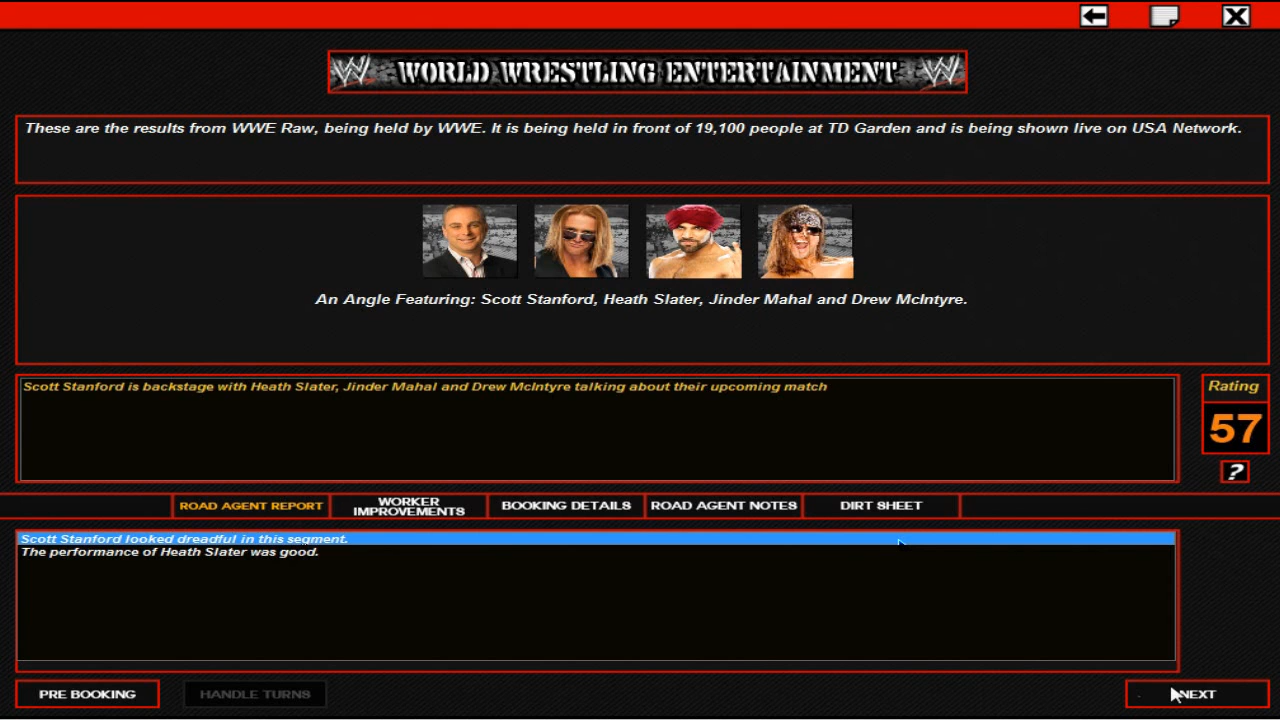 WORLD WRESTLING ENTERTAINMENT
These are the results from WWE Raw, being held by WWE. It is being held in front of 19,100 people at TD Garden and is being shown live on USA Network.
An Angle Featuring: Scott Stanford, Heath Slater, Jinder Mahal and Drew McIntyre.
Scott Stanford is backstage with Heath Slater, Jinder Mahal and Drew McIntyre talking about their upcoming match
Rating
57
?
ROAD AGENT REPORT
WORKER
IMPROVEMENTS
BOOKING DETAILS
ROAD AGENT NOTES
DIRT SHEET
Scott Stanford looked dreadful in this segment.
The performance of Heath Slater was good.
PRE BOOKING
HANDLE TURNS
NEXT